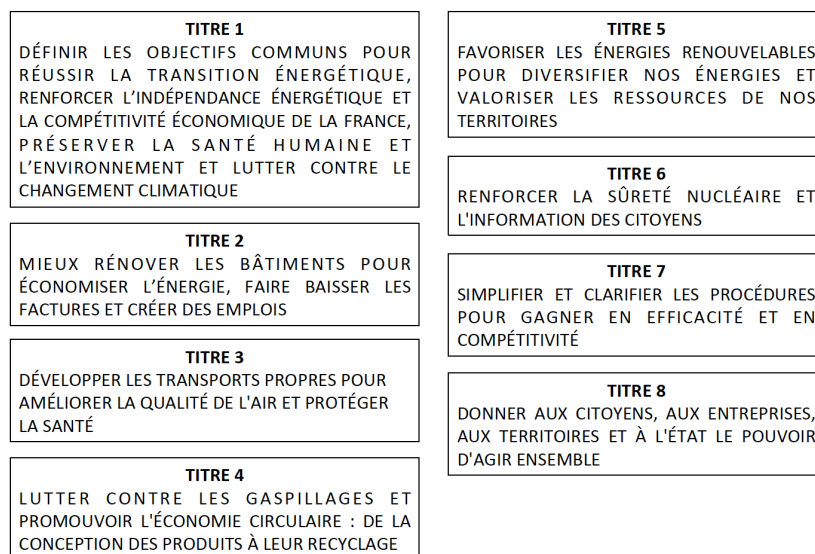 TITRE 1
DÉFINIR LES OBJECTIFS COMMUNS POUR
RÉUSSIR LA TRANSITION ÉNERGÉTIQUE,
RENFORCER L'INDÉPENDANCE ÉNERGÉTIQUE ET
LA COMPÉTITIVITÉ ÉCONOMIQUE DE LA FRANCE,
PRÉSERVER LA SANTÉ HUMAINE ET
L'ENVIRONNEMENT ET LUTTER CONTRE LE
CHANGEMENT CLIMATIQUE
TITRE 2
MIEUX RÉNOVER LES BÂTIMENTS POUR
ÉCONOMISER L'ÉNERGIE, FAIRE BAISSER LES
FACTURES ET CRÉER DES EMPLOIS
TITRE 3
DÉVELOPPER LES TRANSPORTS PROPRES POUR
AMÉLIORER LA QUALITÉ DE L'AIR ET PROTÉGER
LA SANTÉ
TITRE 4
LUTTER CONTRE LES GASPILLAGES ET
PROMOUVOIR L'ÉCONOMIE CIRCULAIRE : DE LA
CONCEPTION DES PRODUITS À LEUR RECYCLAGE
TITRE 5
FAVORISER LES ÉNERGIES RENOUVELABLES
POUR DIVERSIFIER NOS ÉNERGIES ET
VALORISER LES RESSOURCES DE NOS
TERRITOIRES
TITRE 6
RENFORCER LA SÛRETÉ NUCLÉAIRE ET
L'INFORMATION DES CITOYENS
TITRE 7
SIMPLIFIER ET CLARIFIER LES PROCÉDURES
POUR GAGNER EN EFFICACITÉ ET EN
COMPÉTITIVITÉ
TITRE 8
DONNER AUX CITOYENS, AUX ENTREPRISES,
AUX TERRITOIRES ET À L'ÉTAT LE POUVOIR
D'AGIR ENSEMBLE